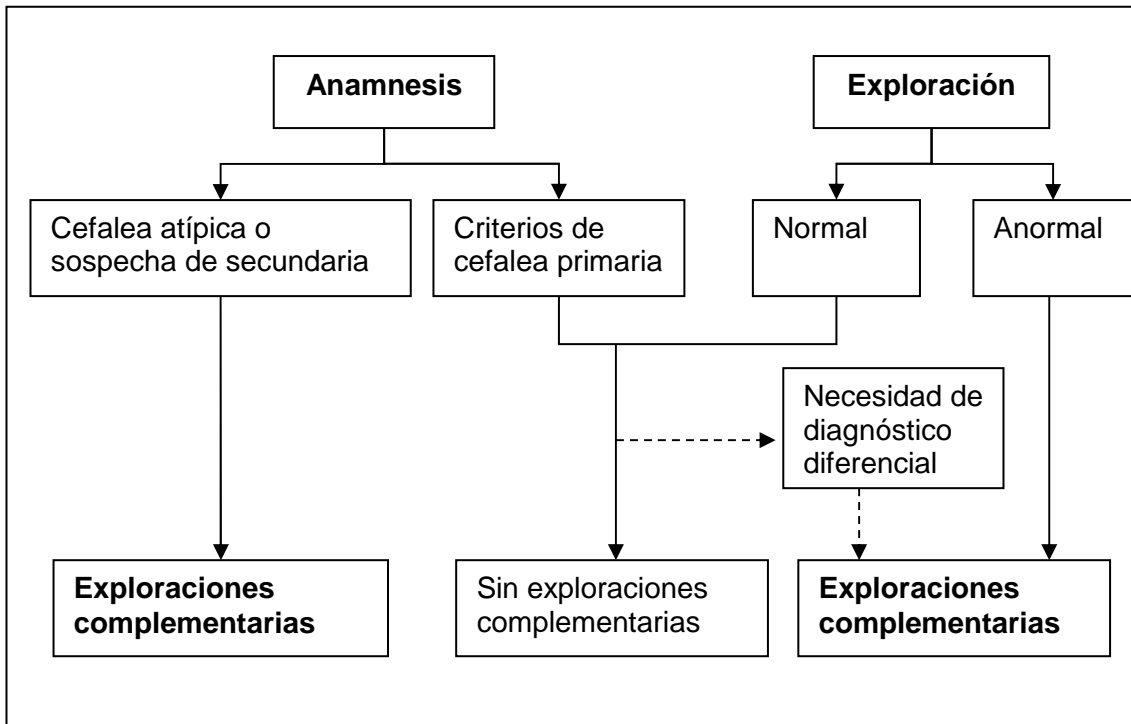 Anamnesis
Exploración
Cefalea atípica o
sospecha de secundaria
Criterios de
cefalea primaria
Normal
Anormal
Necesidad de
diagnóstico
diferencial
Exploraciones
complementarias
Sin exploraciones
complementarias
Exploraciones
complementarias